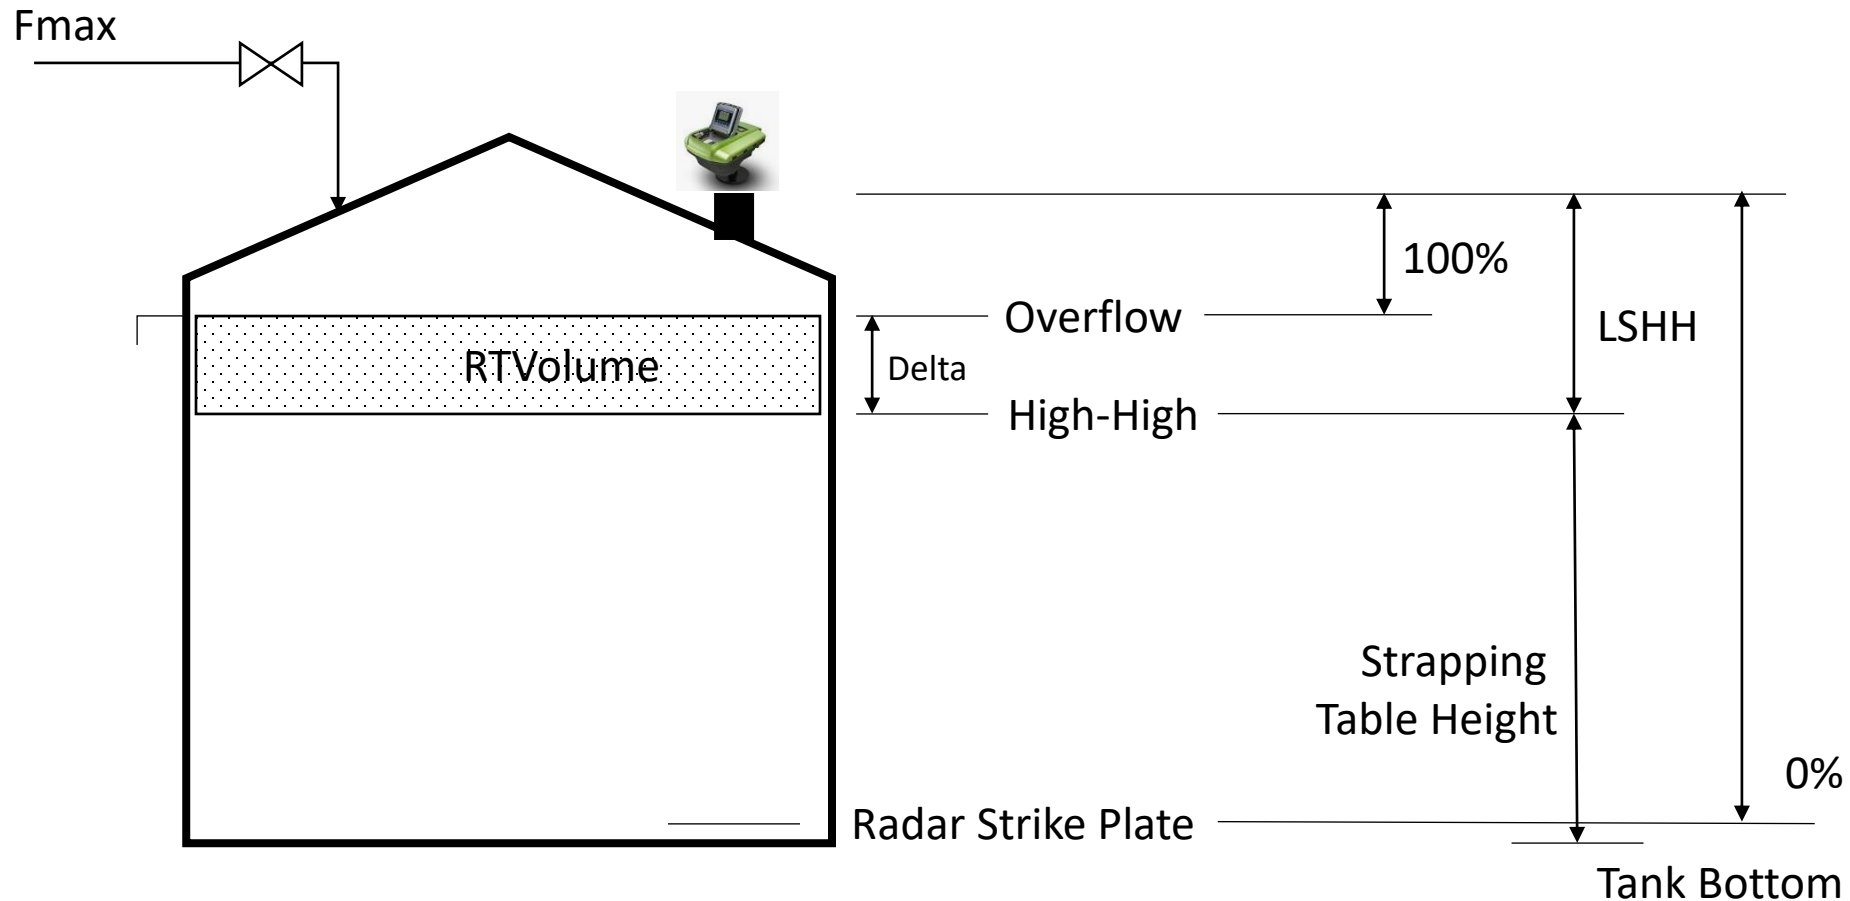 Fmax
100%
Overflow
LSHH
RTVolume
Delta
High-High
Strapping
Table Height
0%
Radar Strike Plate
Tank Bottom